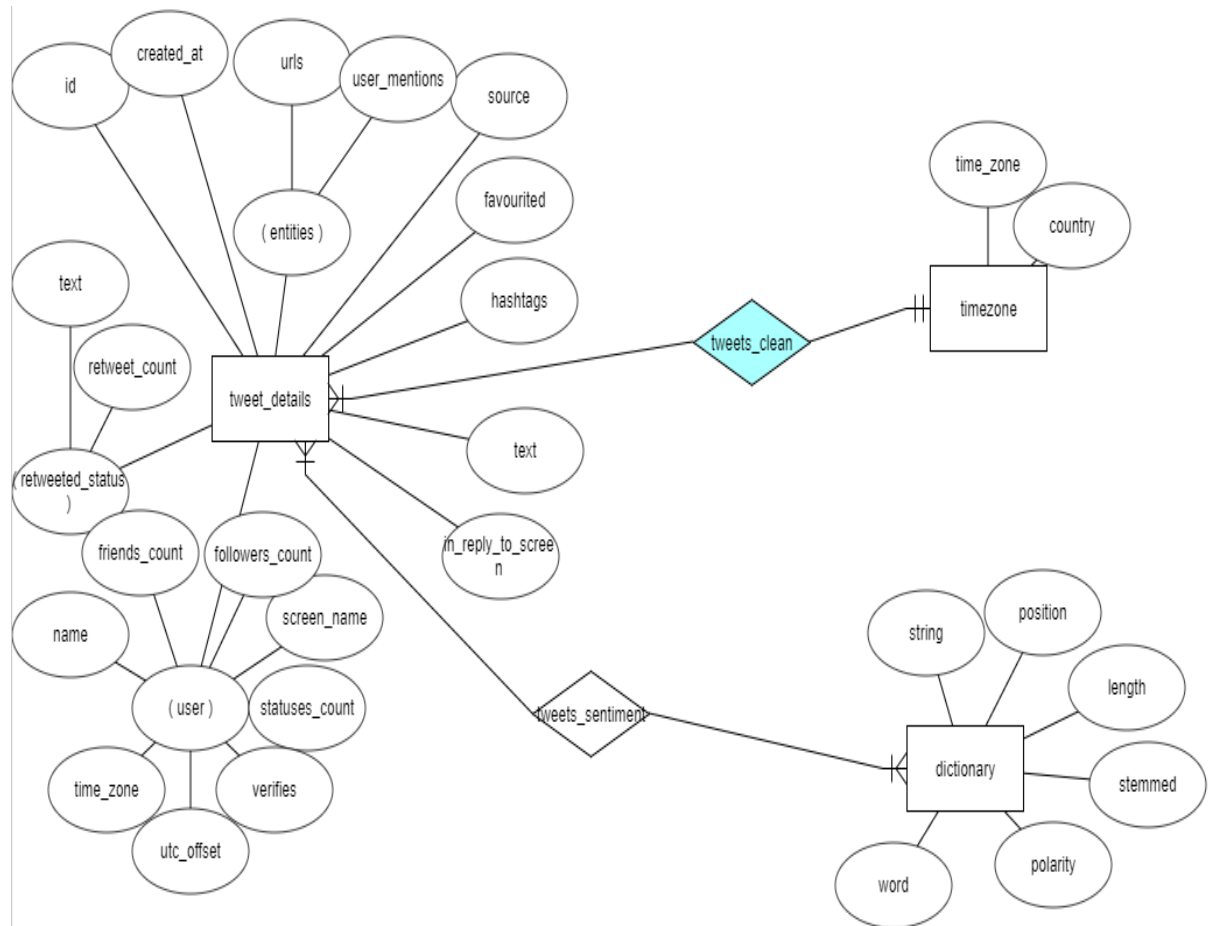 created_at
urls
user_mentions
id
source
time_zone
favourited
( entities )
country
text
hashtags
timezone
tweets_clean
retweet_count
tweet_details
text
( retweeted_status
)
friends_count
followers_count
in_reply_to_scree
n
screen_name
name
string
position
length
( user )
statuses_count
tweets_sentiment
dictionary
stemmed
time_zone
verifies
utc_offset
polarity
word